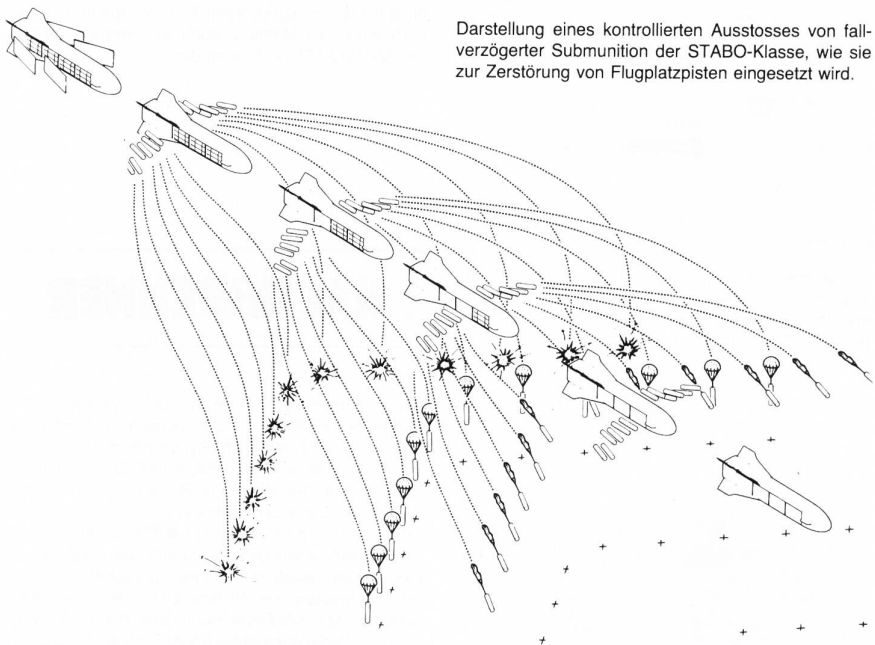 Darstellung eines kontrollierten Ausstosses von fall-
verzögerter Submunition der STABO-Klasse, wie sie
zur Zerstörung von Flugplatzpisten eingesetzt wird.